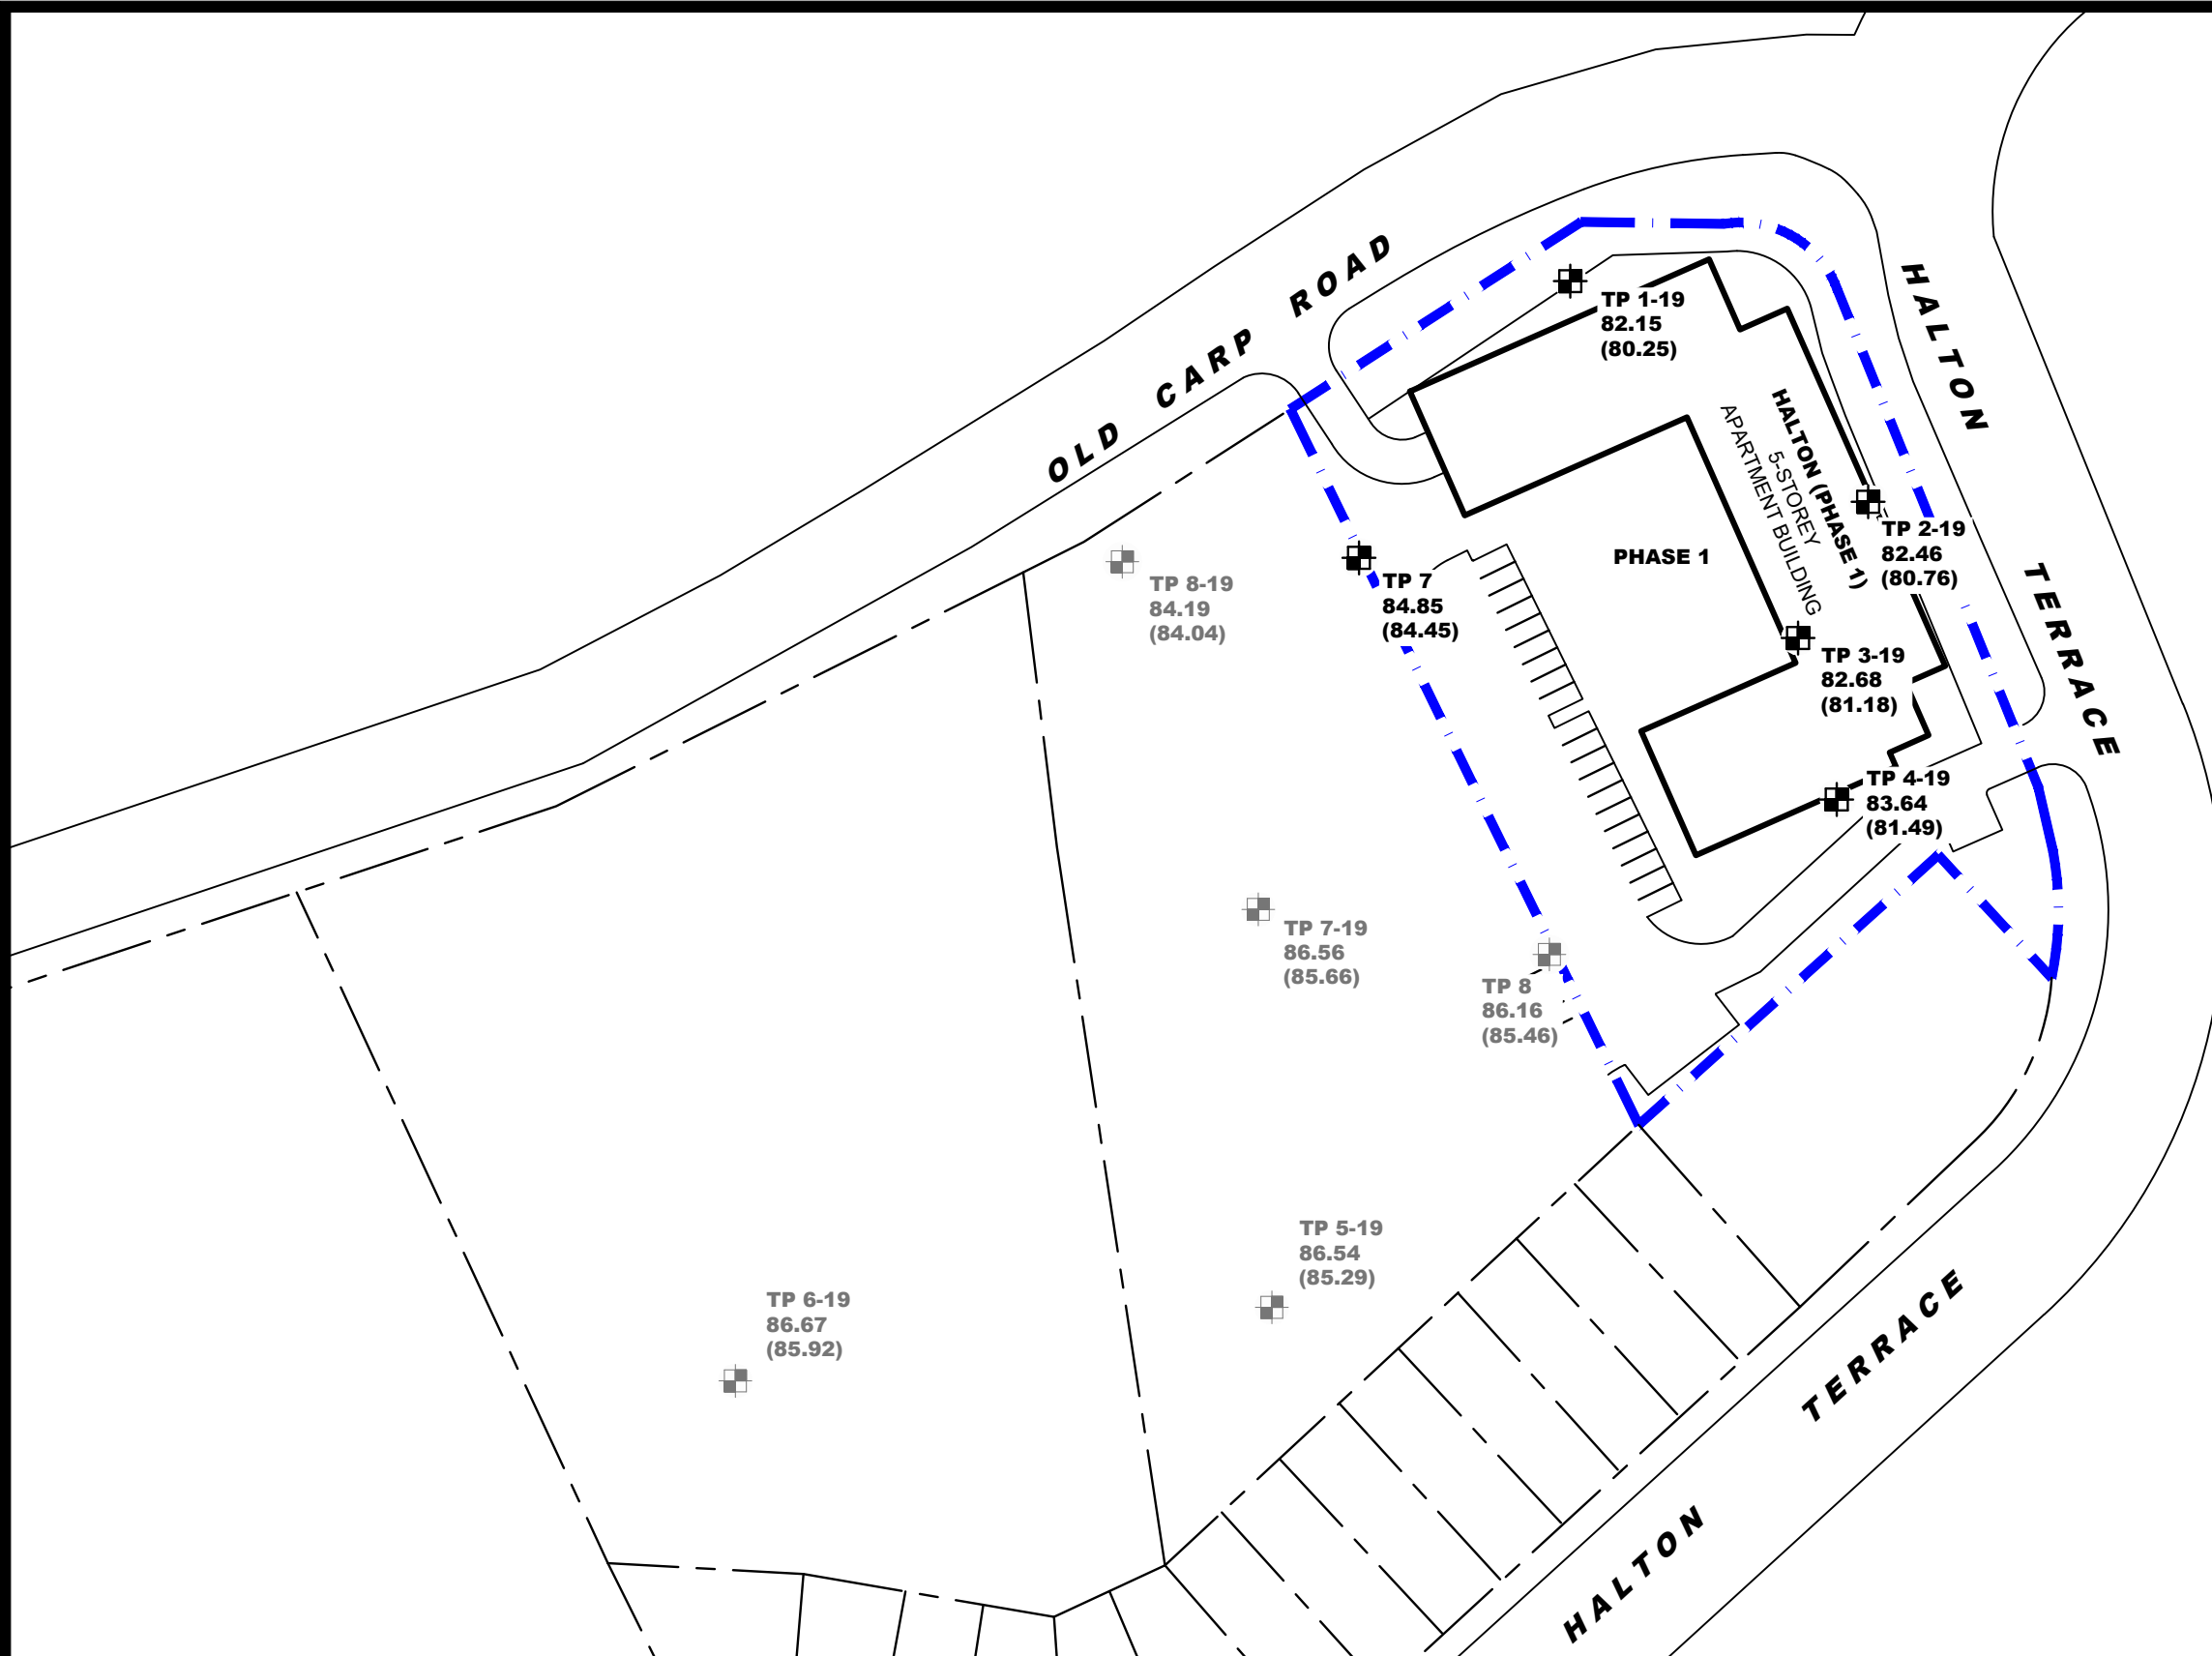 OLD CARP ROAD
HALTON
TERRACE
TP 1-19
82.15
(80.25)
HALTON (PHASE 1)
5-STOREY
APARTMENT BUILDING
PHASE 1
TP 2-19
82.46
(80.76)
TP 8-19
84.19
(84.04)
TP 7
84.85
(84.45)
TP 3-19
82.68
(81.18)
TP 4-19
83.64
(81.49)
TP 7-19
86.56
(85.66)
TP 8
86.16
(85.46)
TP 5-19
86.54
(85.29)
TP 6-19
86.67
(85.92)
HALTON TERRACE